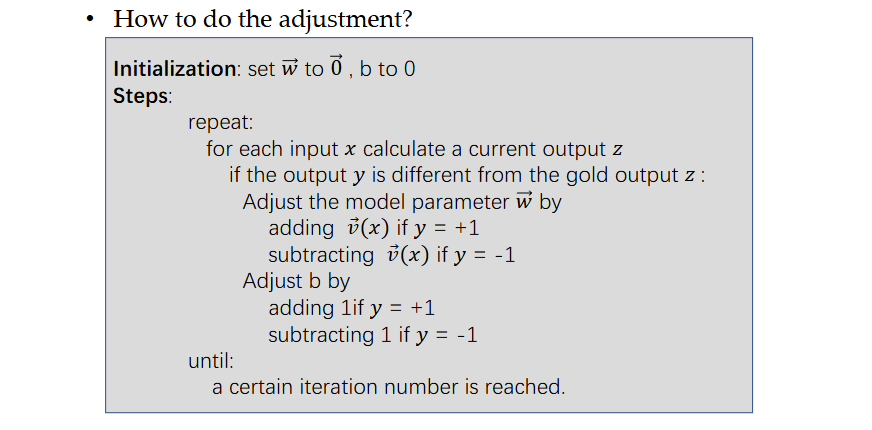 • How to do the adjustment?
Initialization: set w⃗ to 0⃗ , b to 0
Steps:
repeat:
for each input x calculate a current output z
if the output y is different from the gold output z :
Adjust the model parameter w⃗ by
adding v⃗(x) if y = +1
subtracting v⃗(x) if y = -1
Adjust b by
adding 1if y = +1
subtracting 1 if y = -1
until:
a certain iteration number is reached.